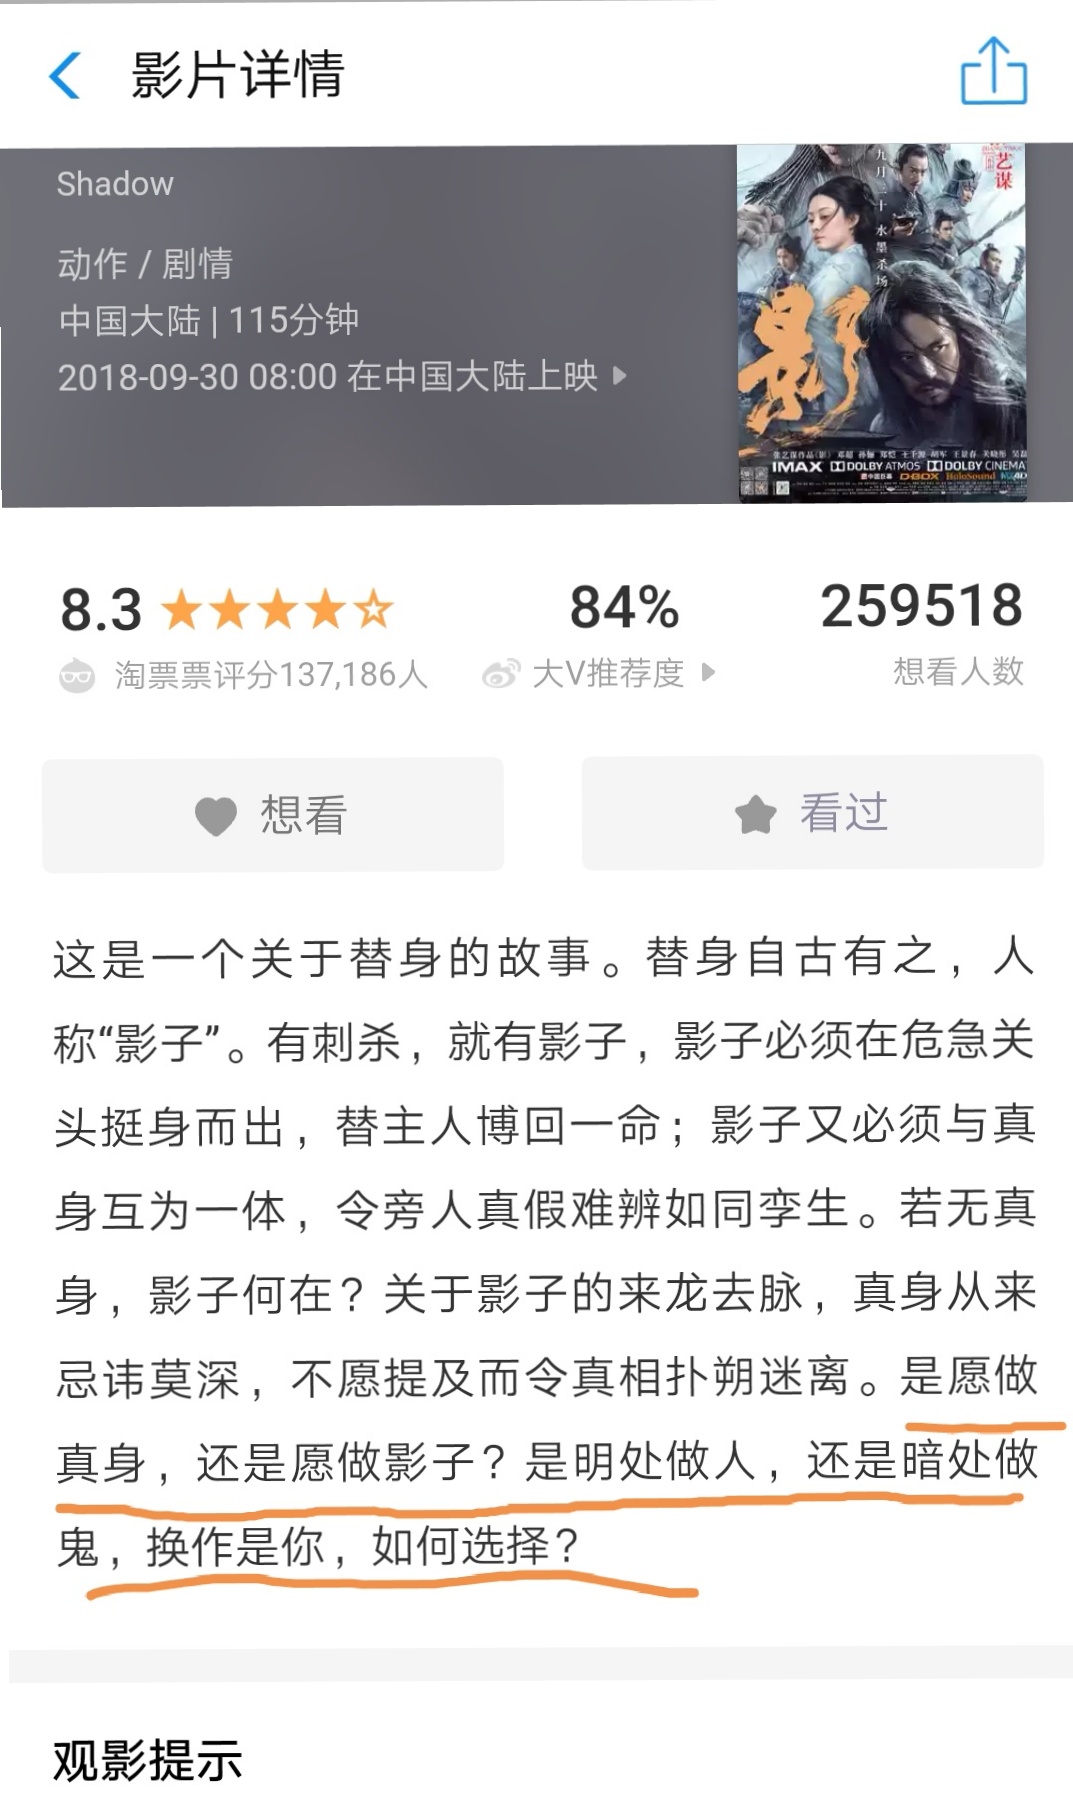 影片详情
Shadow
动作 / 剧情
中国大陆 | 115分钟
2018-09-30 08:00 在中国大陆上映
艺谋
九月三十 水墨杀场
影
IMAX DOLBY ATMOS DOLBY CINEMA
中国巨幕 D-BOX HoloSound
8.3
淘票票评分137,186人
84%
大V推荐度
259518
想看人数
想看
看过
这是一个关于替身的故事。替身自古有之，人
称“影子”。有刺杀，就有影子，影子必须在危急关
头挺身而出，替主人博回一命；影子又必须与真
身互为一体，令旁人真假难辨如同孪生。若无真
身，影子何在？关于影子的来龙去脉，真身从来
忌讳莫深，不愿提及而令真相扑朔迷离。是愿做
真身，还是愿做影子？是明处做人，还是暗处做
鬼，换作是你，如何选择？
观影提示